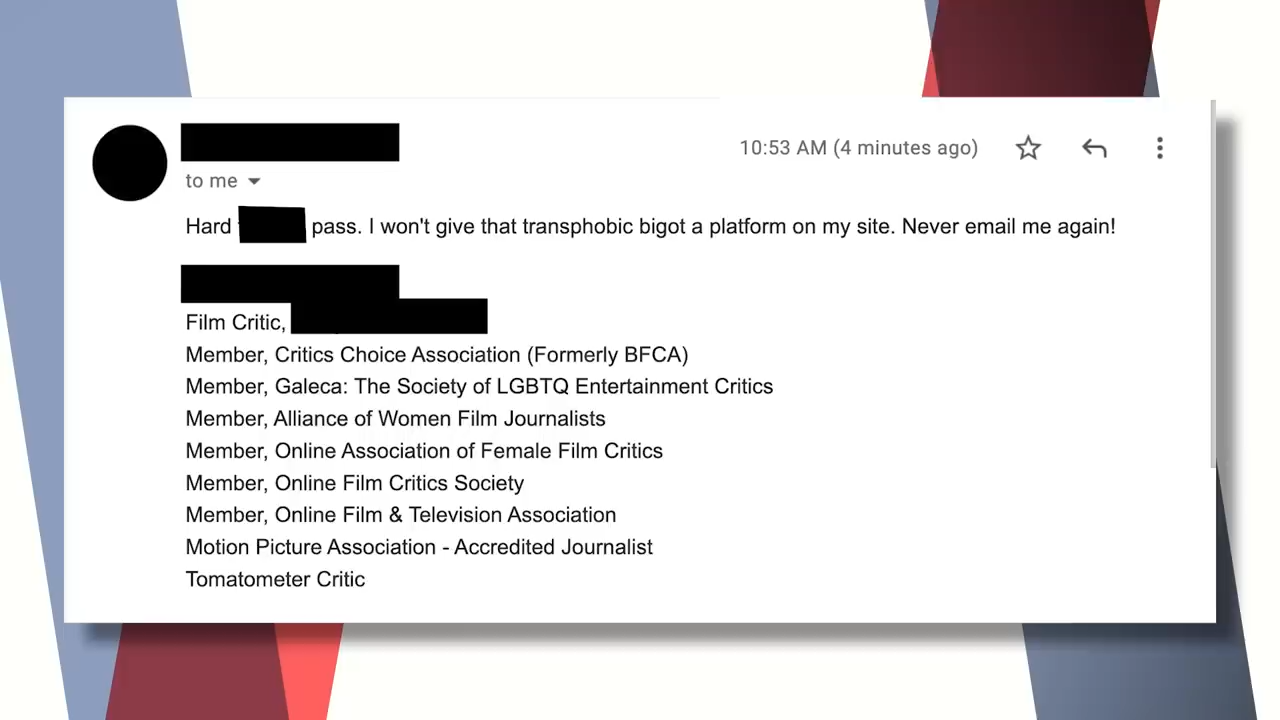 10:53 AM (4 minutes ago)
to me
Hard pass. I won't give that transphobic bigot a platform on my site. Never email me again!
Film Critic,
Member, Critics Choice Association (Formerly BFCA)
Member, Galeca: The Society of LGBTQ Entertainment Critics
Member, Alliance of Women Film Journalists
Member, Online Association of Female Film Critics
Member, Online Film Critics Society
Member, Online Film & Television Association
Motion Picture Association - Accredited Journalist
Tomatometer Critic